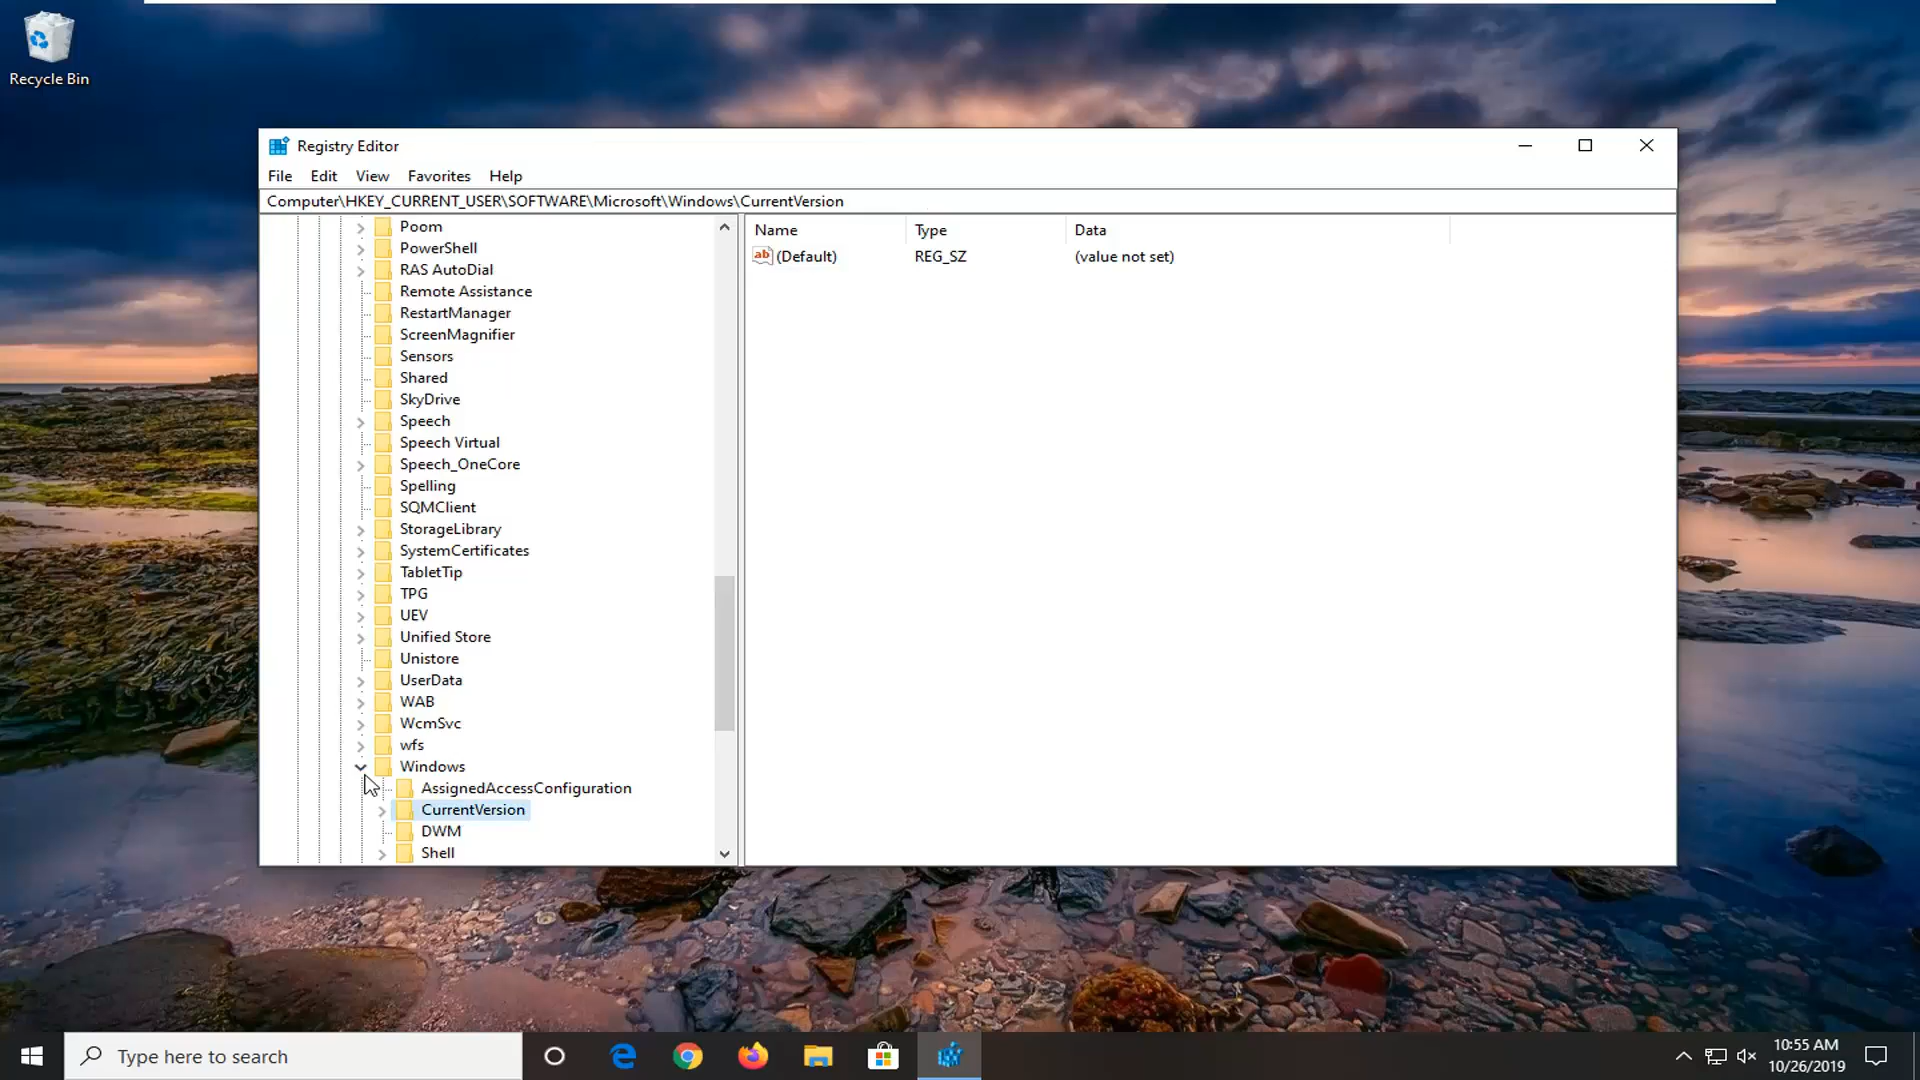 Recycle Bin
Registry Editor
File Edit View Favorites Help
Computer\HKEY_CURRENT_USER\SOFTWARE\Microsoft\Windows\CurrentVersion
Poom
PowerShell
RAS AutoDial
Remote Assistance
RestartManager
ScreenMagnifier
Sensors
Shared
SkyDrive
Speech
Speech Virtual
Speech_OneCore
Spelling
SQMClient
StorageLibrary
SystemCertificates
TabletTip
TPG
UEV
Unified Store
Unistore
UserData
WAB
WcmSvc
wfs
Windows
AssignedAccessConfiguration
CurrentVersion
DWM
Shell
Name Type Data
ab (Default) REG_SZ (value not set)
Type here to search
10:55 AM
10/26/2019